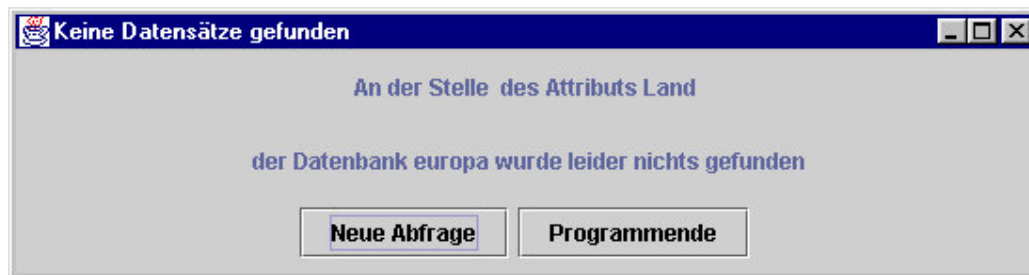 Keine Datensätze gefunden
An der Stelle des Attributs Land
der Datenbank europa wurde leider nichts gefunden
Neue Abfrage Programmende